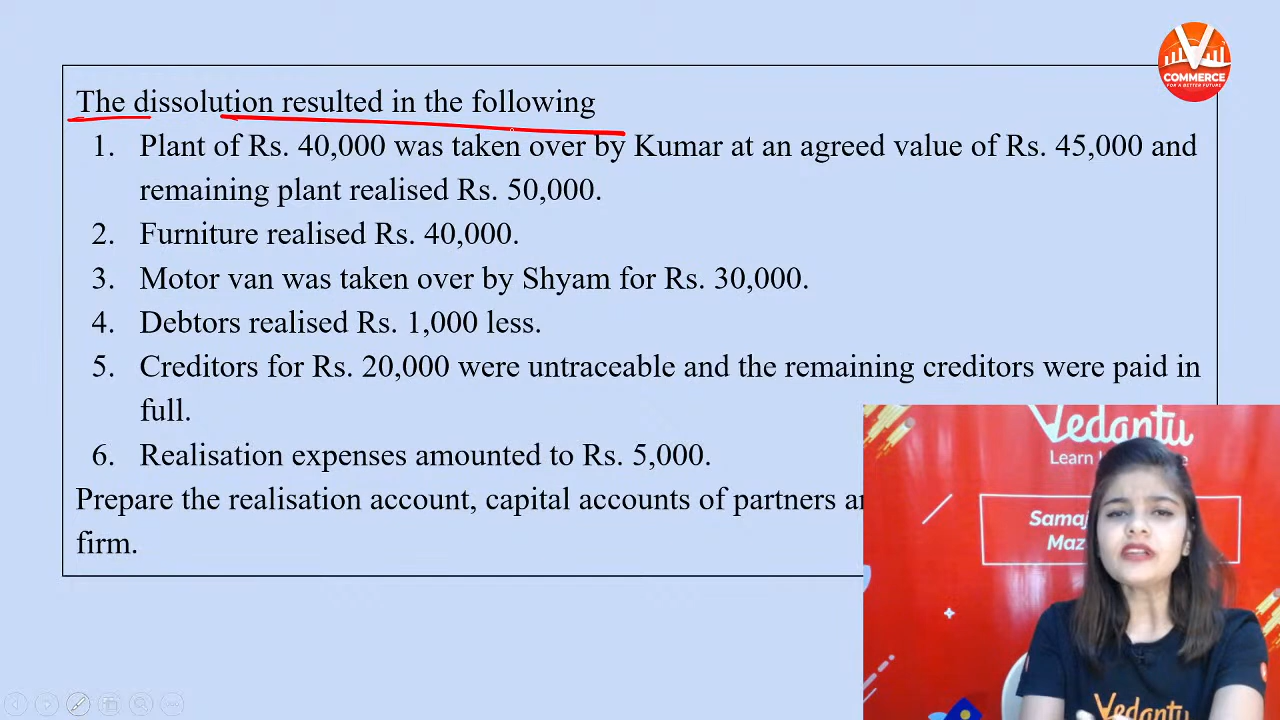 COMMERCE
FOR A BETTER FUTURE
The dissolution resulted in the following
1. Plant of Rs. 40,000 was taken over by Kumar at an agreed value of Rs. 45,000 and
remaining plant realised Rs. 50,000.
2. Furniture realised Rs. 40,000.
3. Motor van was taken over by Shyam for Rs. 30,000.
4. Debtors realised Rs. 1,000 less.
5. Creditors for Rs. 20,000 were untraceable and the remaining creditors were paid in
full.
6. Realisation expenses amounted to Rs. 5,000.
Prepare the realisation account, capital accounts of partners
firm.
Vedantu
Learn
Vedantu